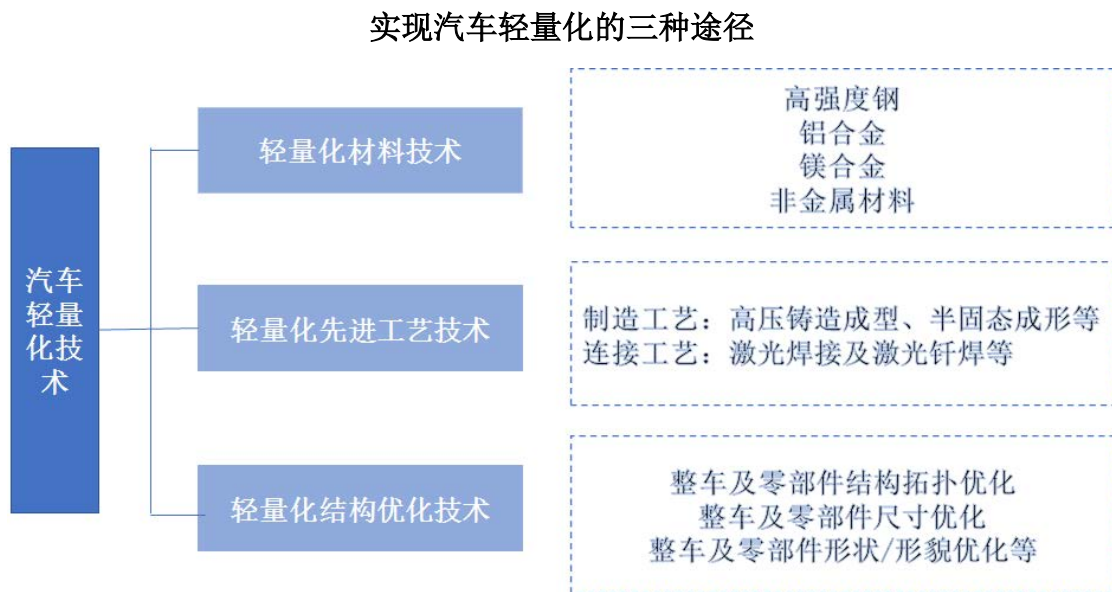 实现汽车轻量化的三种途径
汽车
轻量
化技
术
轻量化材料技术
高强度钢
铝合金
镁合金
非金属材料
轻量化先进工艺技术
制造工艺：高压铸造成型、半固态成形等
连接工艺：激光焊接及激光钎焊等
轻量化结构优化技术
整车及零部件结构拓扑优化
整车及零部件尺寸优化
整车及零部件形状/形貌优化等